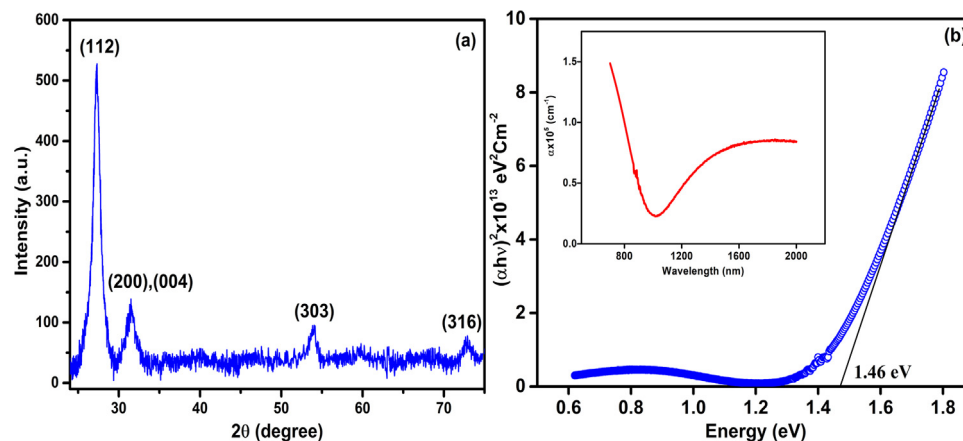 (a)
(112)
(200),(004)
(303)
(316)
Intensity (a.u.)
600
500
400
300
200
100
0
30 40 50 60 70
2θ (degree)
(b)
(αhν)²x10¹³ eV²Cm⁻²
10
8
6
4
2
0
0.6 0.8 1.0 1.2 1.4 1.6 1.8
Energy (eV)
1.46 eV
αx10⁵ (cm⁻¹)
1.5
1.0
0.5
0.0
800 1200 1600 2000
Wavelength (nm)